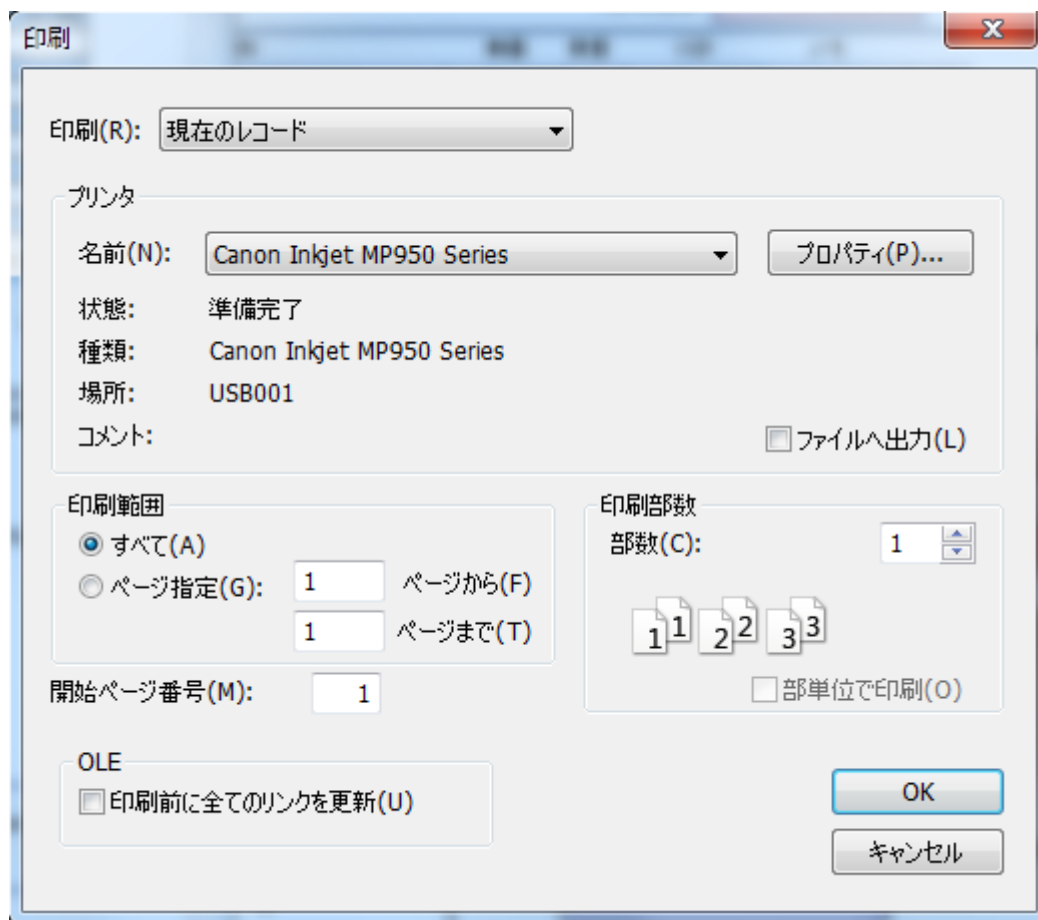 印刷
印刷(R): 現在のレコード
プリンタ
名前(N): Canon Inkjet MP950 Series プロパティ(P)...
状態: 準備完了
種類: Canon Inkjet MP950 Series
場所: USB001
コメント:
ファイルへ出力(L)
印刷範囲
すべて(A)
ページ指定(G): 1 ページから(F)
1 ページまで(T)
印刷部数
部数(C): 1
1 1 2 2 3 3
部単位で印刷(O)
開始ページ番号(M): 1
OLE
印刷前に全てのリンクを更新(U)
OK
キャンセル